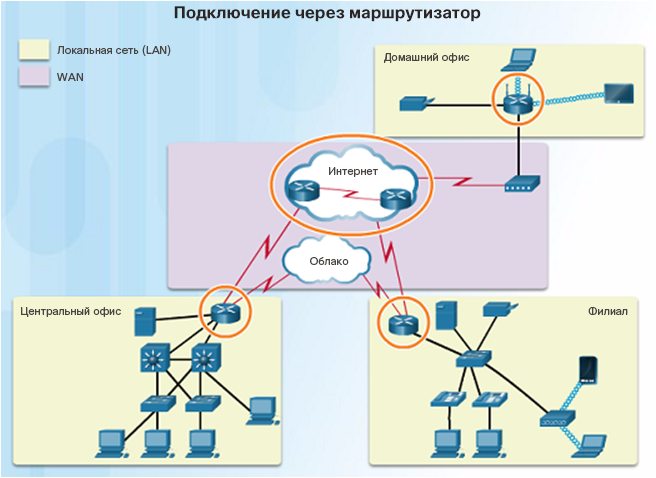 Подключение через маршрутизатор
Локальная сеть (LAN)
WAN
Домашний офис
Интернет
Облако
Центральный офис
Филиал